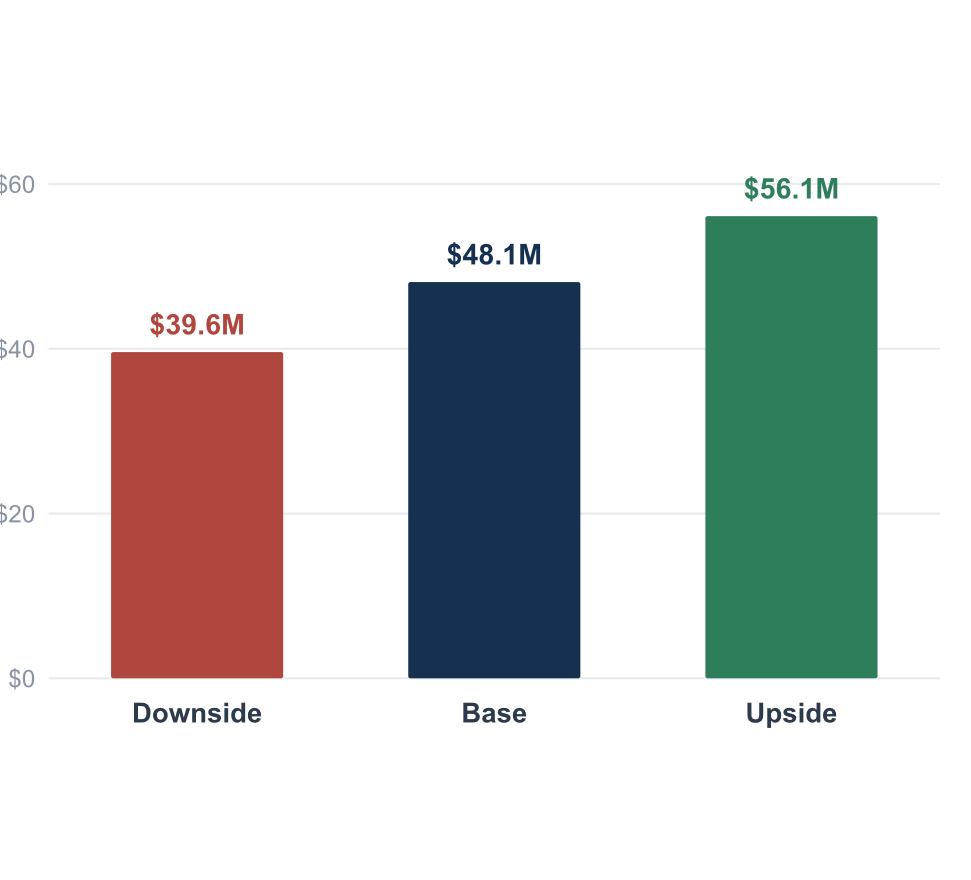 $60
$56.1M
$48.1M
$39.6M
$40
$20
$0
Downside
Base
Upside